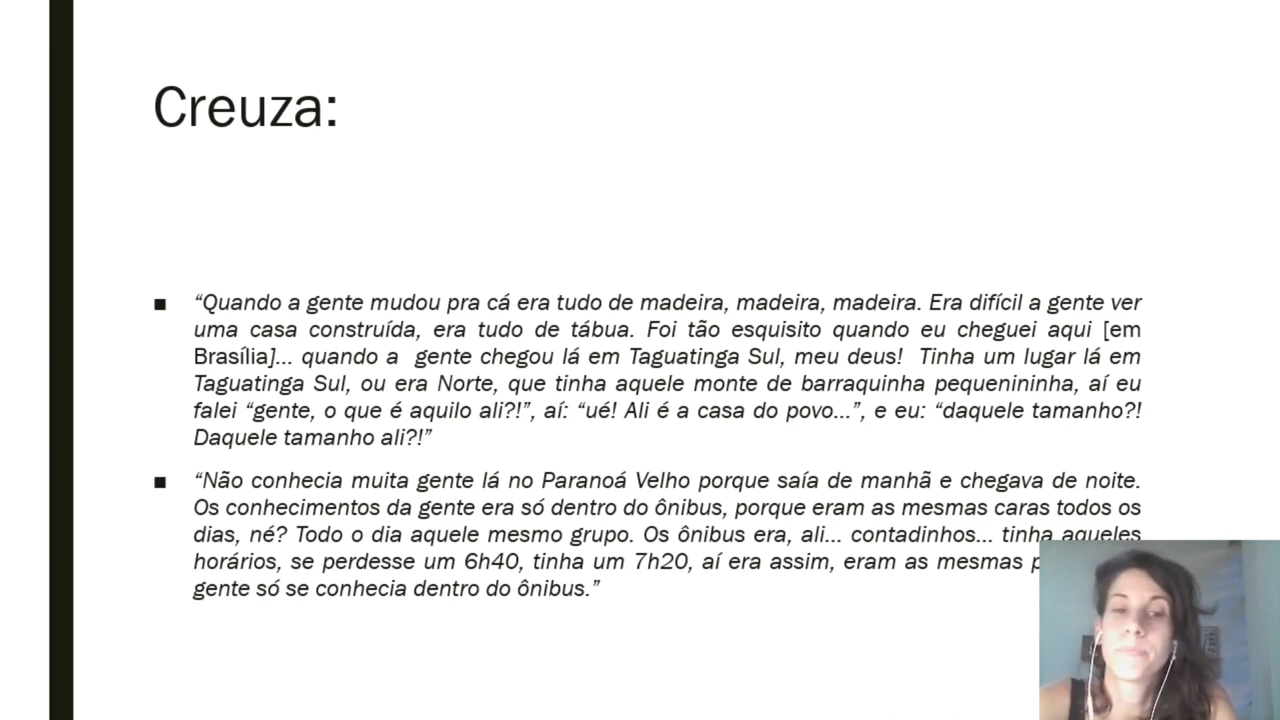 Creuza:
▪ “Quando a gente mudou pra cá era tudo de madeira, madeira, madeira. Era difícil a gente ver
uma casa construída, era tudo de tábua. Foi tão esquisito quando eu cheguei aqui [em
Brasília]... quando a gente chegou lá em Taguatinga Sul, meu deus! Tinha um lugar lá em
Taguatinga Sul, ou era Norte, que tinha aquele monte de barraquinha pequenininha, aí eu
falei “gente, o que é aquilo ali?!”, aí: “ué! Ali é a casa do povo...”, e eu: “daquele tamanho?!
Daquele tamanho ali?!”
▪ “Não conhecia muita gente lá no Paranoá Velho porque saía de manhã e chegava de noite.
Os conhecimentos da gente era só dentro do ônibus, porque eram as mesmas caras todos os
dias, né? Todo o dia aquele mesmo grupo. Os ônibus era, ali... contadinhos... tinha aqueles
horários, se perdesse um 6h40, tinha um 7h20, aí era assim, eram as mesmas
gente só se conhecia dentro do ônibus.”